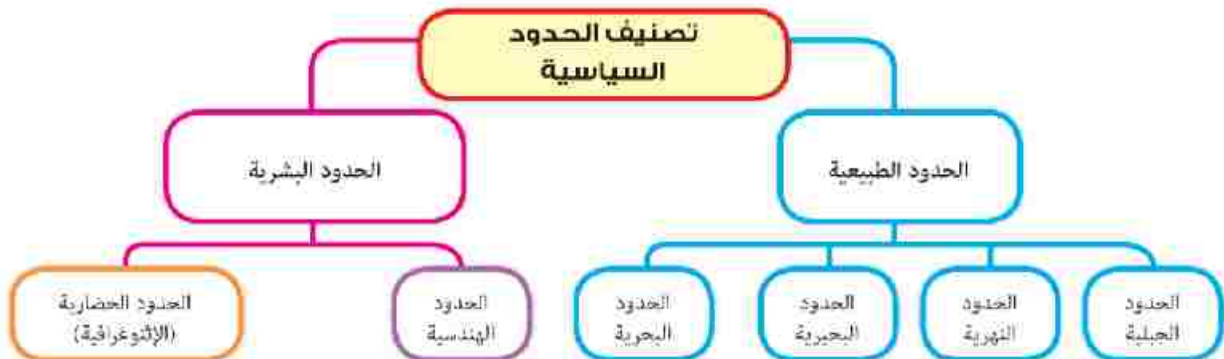 تصنيف الحدود
السياسية
الحدود الطبيعية
الحدود البشرية
الحدود
الجبلية
الحدود
النهرية
الحدود
البحيرية
الحدود
البحرية
الحدود
الهندسية
الحدود الحضارية
(الإثنوغرافية)